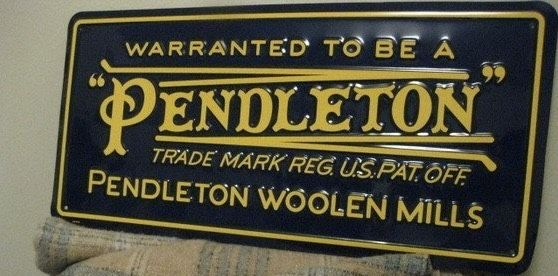 WARRANTED TO BE A
"PENDLETON"
TRADE MARK REG. U.S. PAT. OFF.
PENDLETON WOOLEN MILLS